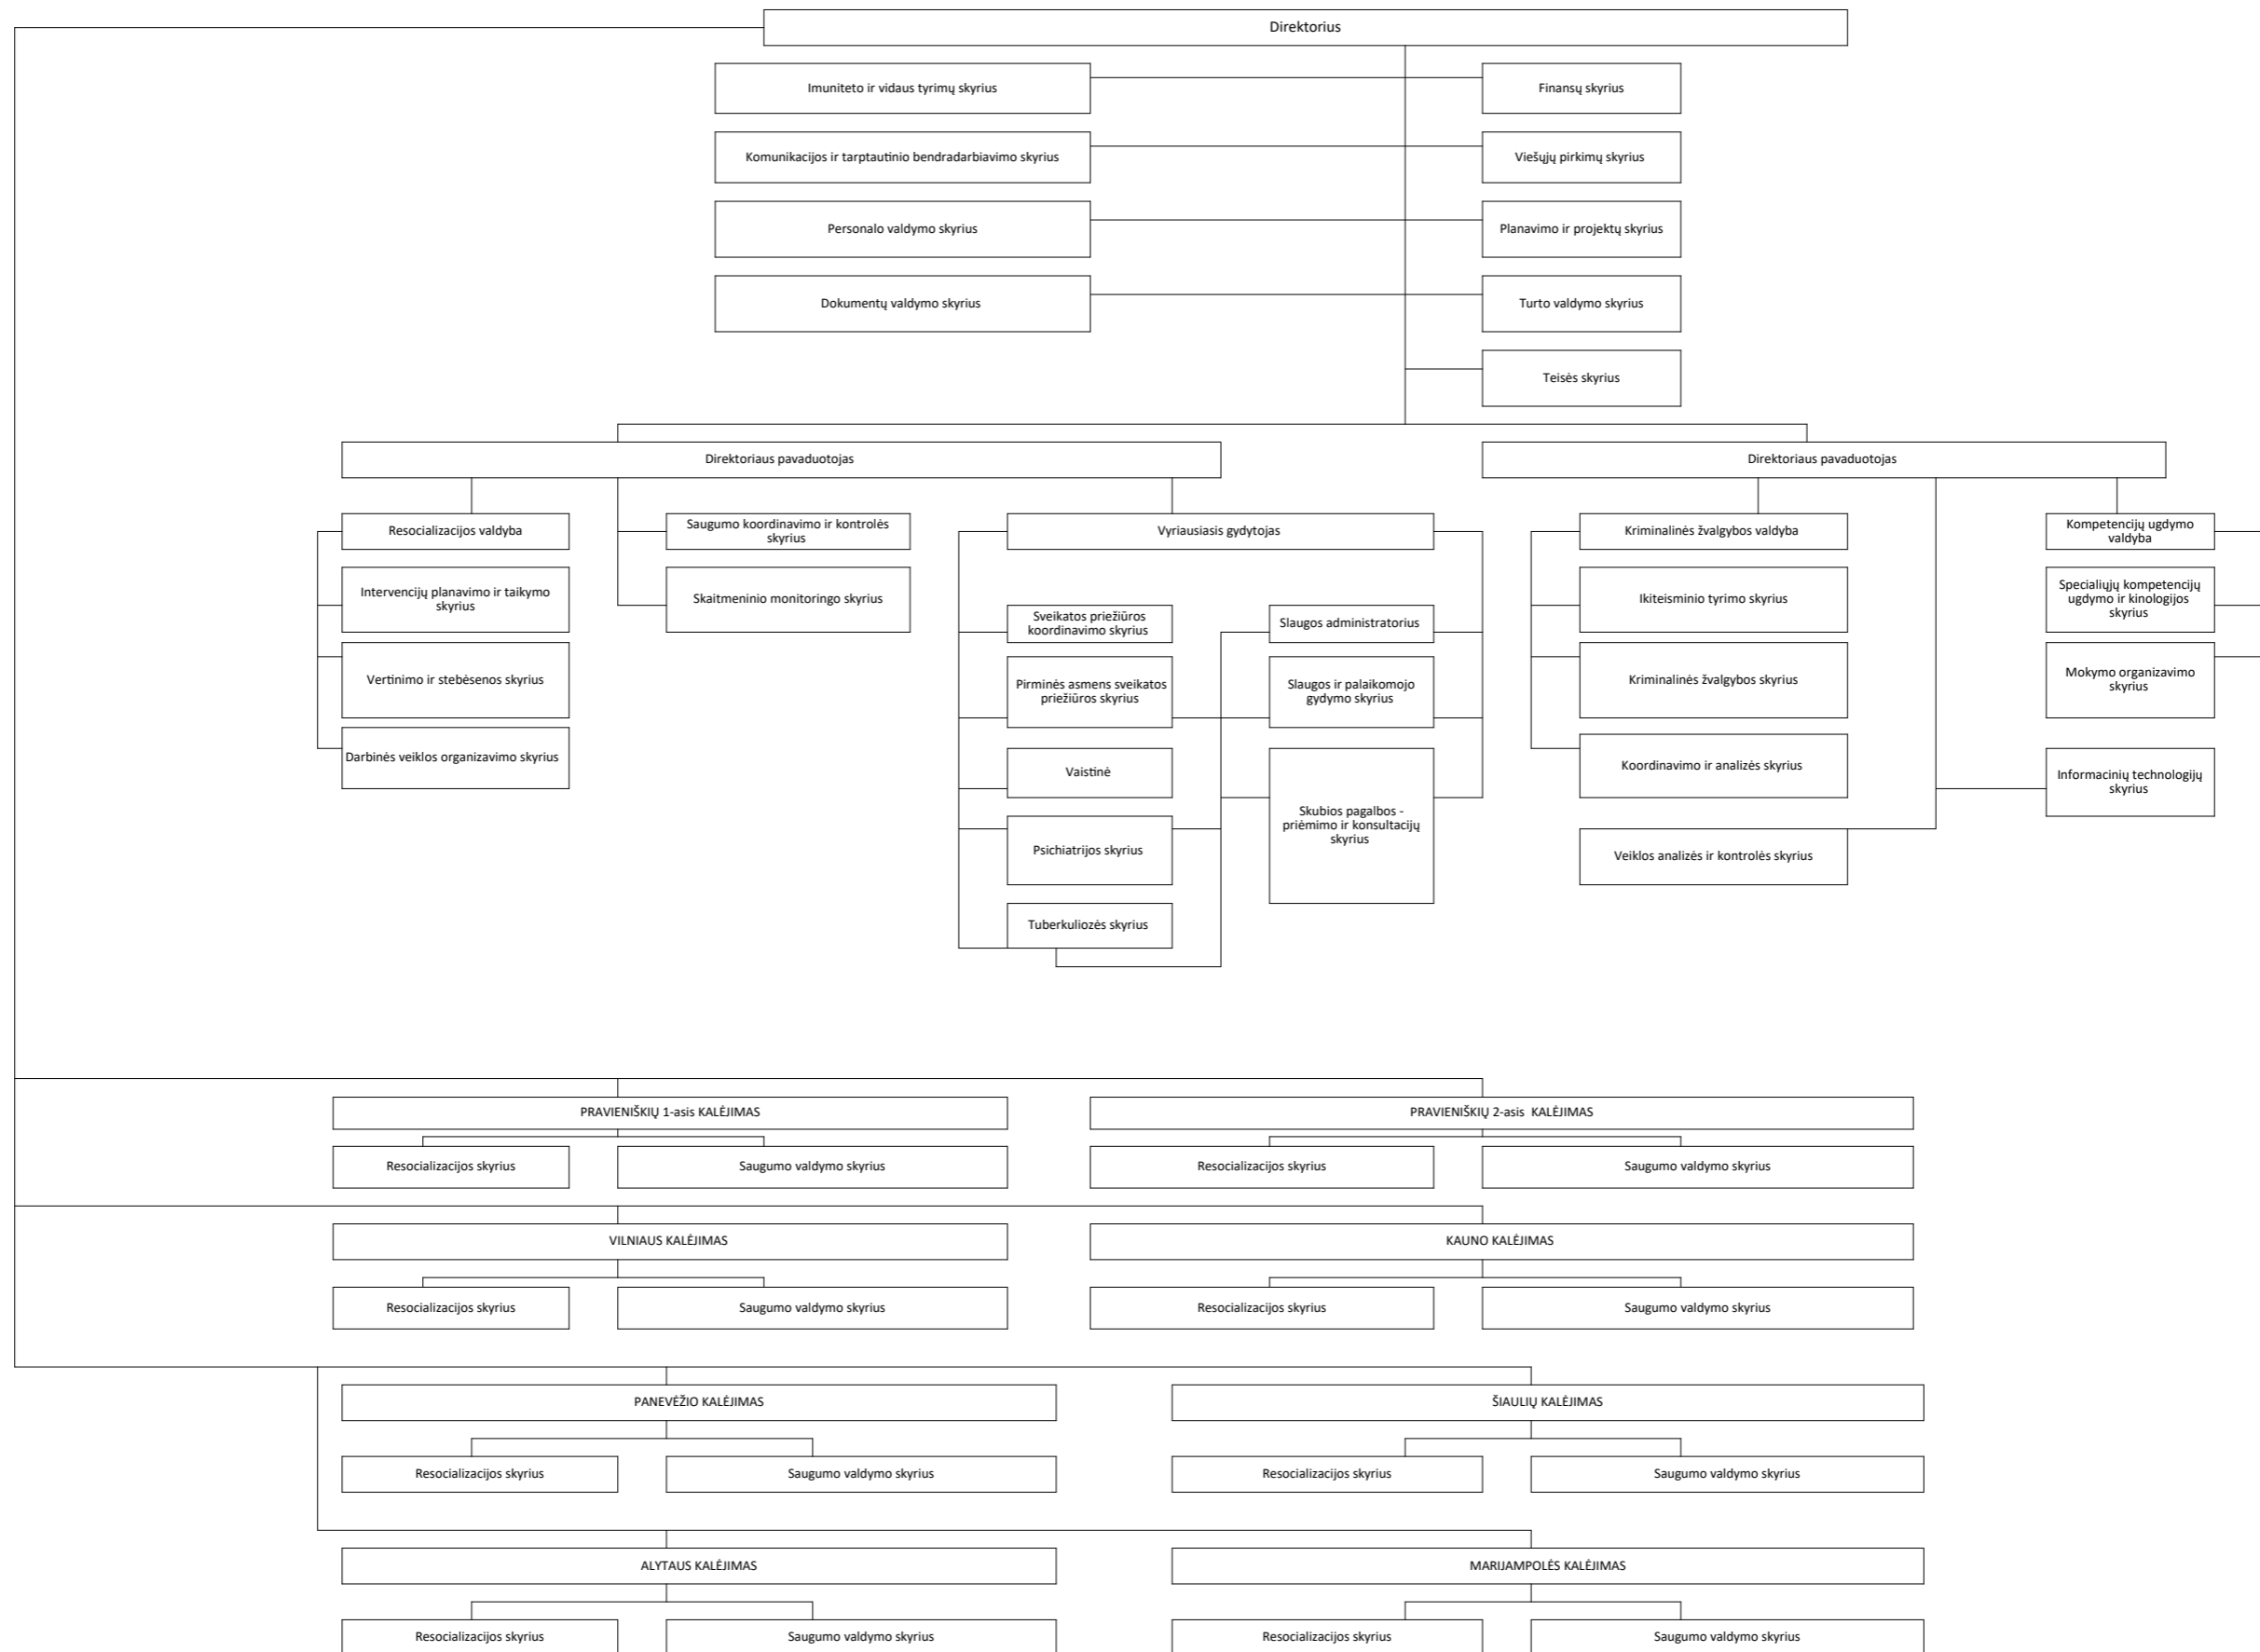 Direktorius
Imuniteto ir vidaus tyrimų skyrius
Finansų skyrius
Komunikacijos ir tarptautinio bendradarbiavimo skyrius
Viešųjų pirkimų skyrius
Personalo valdymo skyrius
Planavimo ir projektų skyrius
Dokumentų valdymo skyrius
Turto valdymo skyrius
Teisės skyrius
Direktoriaus pavaduotojas
Direktoriaus pavaduotojas
Resocializacijos valdyba
Intervencijų planavimo ir taikymo
skyrius
Vertinimo ir stebėsenos skyrius
Darbinės veiklos organizavimo skyrius
Saugumo koordinavimo ir kontrolės
skyrius
Skaitmeninio monitoringo skyrius
Vyriausiasis gydytojas
Sveikatos priežiūros
koordinavimo skyrius
Pirminės asmens sveikatos
priežiūros skyrius
Vaistinė
Psichiatrijos skyrius
Tuberkuliozės skyrius
Slaugos administratorius
Slaugos ir palaikomojo
gydymo skyrius
Skubios pagalbos -
priėmimo ir konsultacijų
skyrius
Kriminalinės žvalgybos valdyba
Ikiteisminio tyrimo skyrius
Kriminalinės žvalgybos skyrius
Koordinavimo ir analizės skyrius
Veiklos analizės ir kontrolės skyrius
Kompetencijų ugdymo
valdyba
Specialiųjų kompetencijų
ugdymo ir kinologijos
skyrius
Mokymo organizavimo
skyrius
Informacinių technologijų
skyrius
PRAVIENIŠKIŲ 1-asis KALĖJIMAS
PRAVIENIŠKIŲ 2-asis KALĖJIMAS
Resocializacijos skyrius
Saugumo valdymo skyrius
Resocializacijos skyrius
Saugumo valdymo skyrius
VILNIAUS KALĖJIMAS
KAUNO KALĖJIMAS
Resocializacijos skyrius
Saugumo valdymo skyrius
Resocializacijos skyrius
Saugumo valdymo skyrius
PANEVĖŽIO KALĖJIMAS
ŠIAULIŲ KALĖJIMAS
Resocializacijos skyrius
Saugumo valdymo skyrius
Resocializacijos skyrius
Saugumo valdymo skyrius
ALYTAUS KALĖJIMAS
MARIJAMPOLĖS KALĖJIMAS
Resocializacijos skyrius
Saugumo valdymo skyrius
Resocializacijos skyrius
Saugumo valdymo skyrius